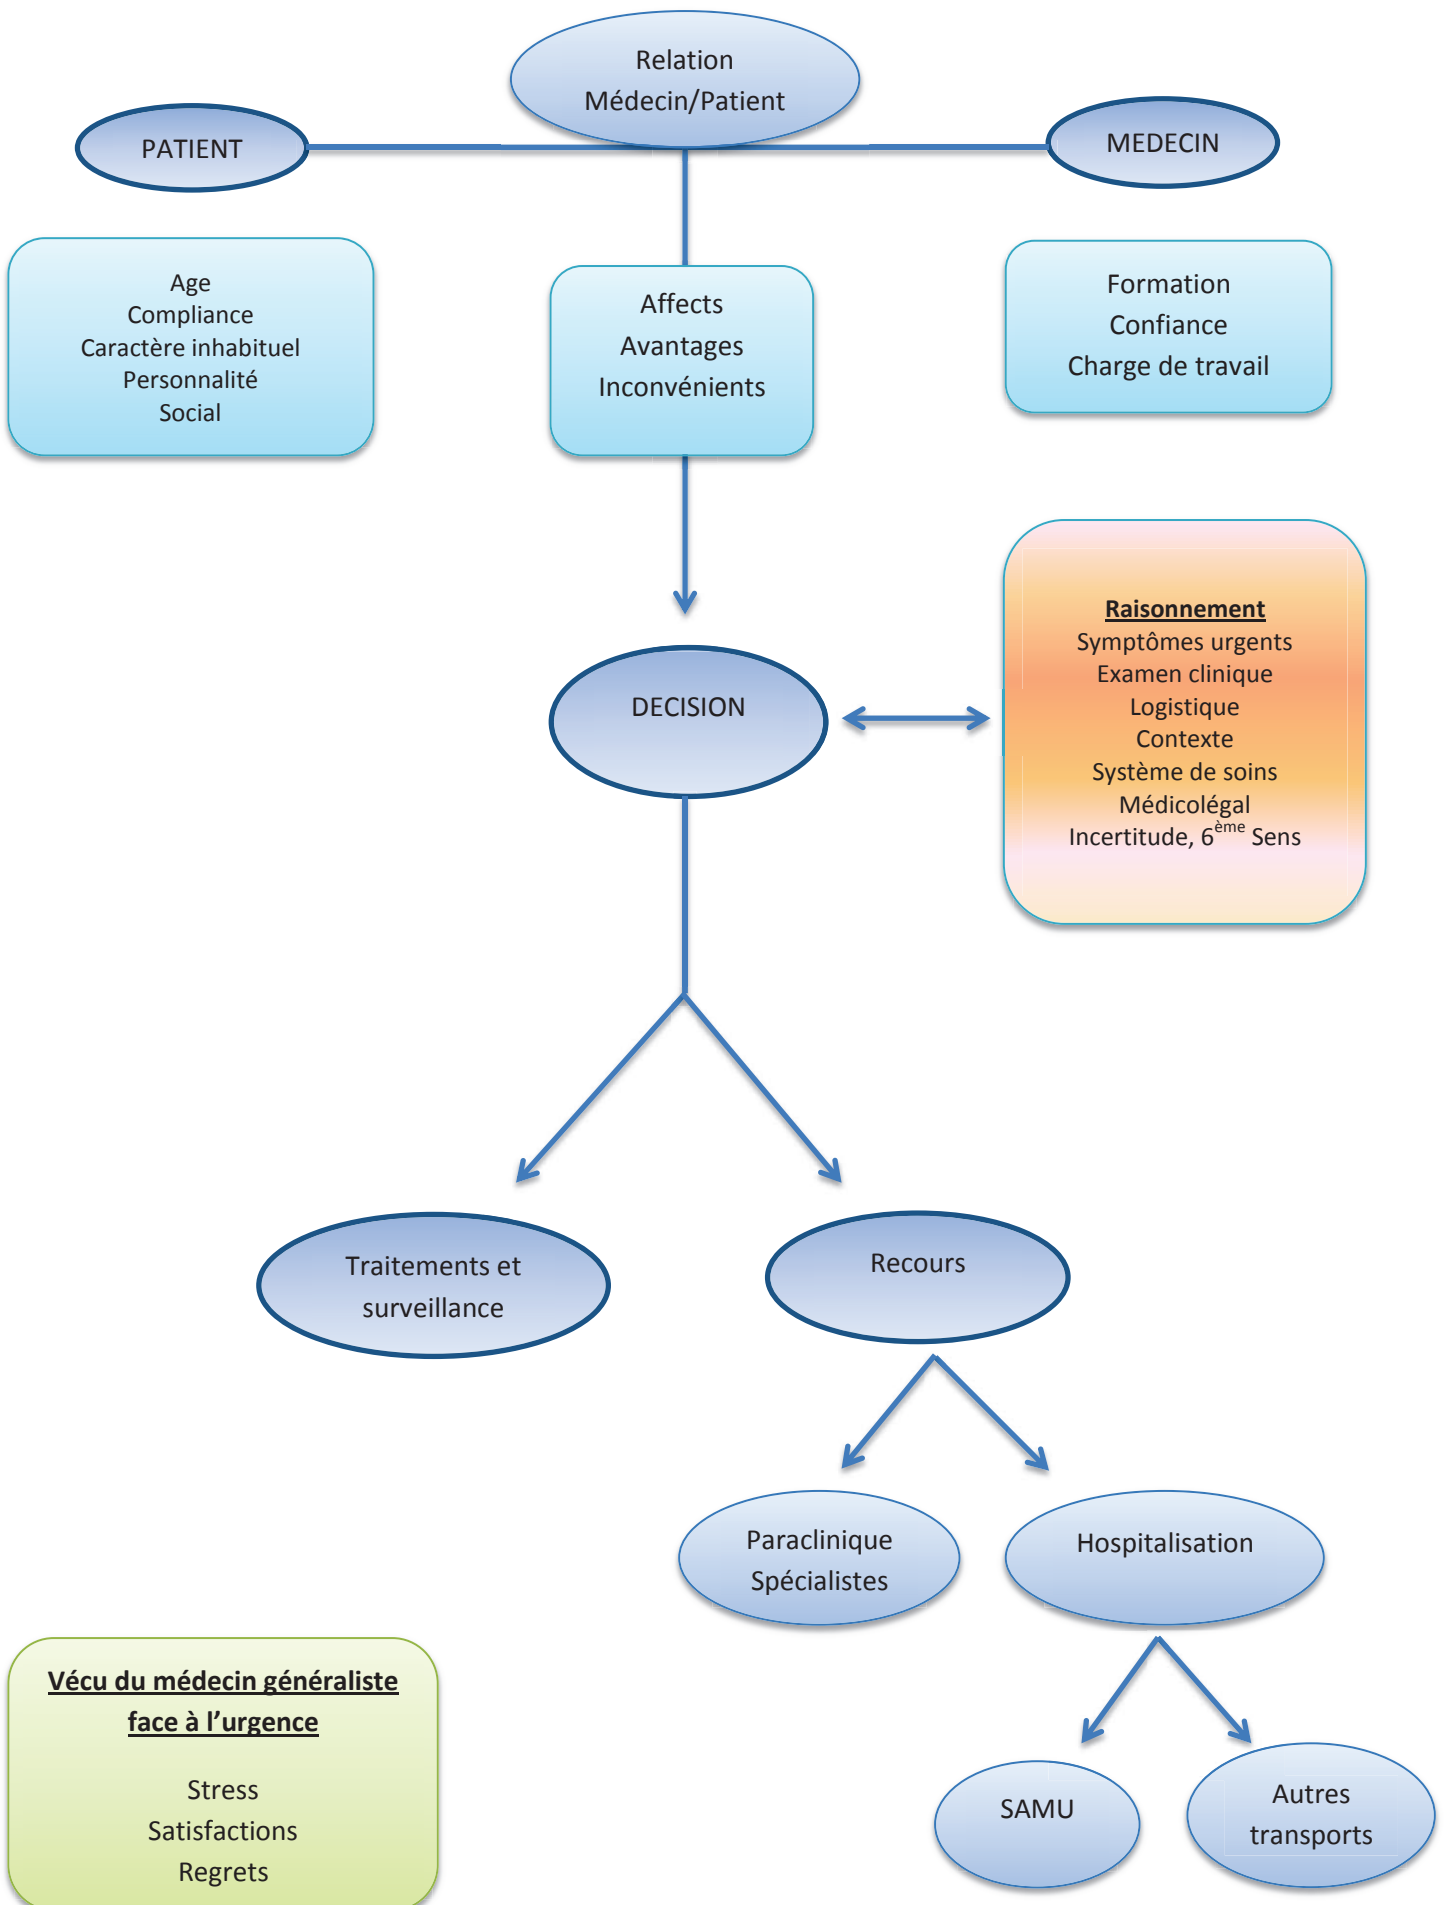 Relation
Médecin/Patient
PATIENT
MEDECIN
Age
Compliance
Caractère inhabituel
Personnalité
Social
Affects
Avantages
Inconvénients
Formation
Confiance
Charge de travail
Raisonnement
Symptômes urgents
Examen clinique
Logistique
Contexte
Système de soins
Médicolégal
Incertitude, 6ème Sens
DECISION
Traitements et
surveillance
Recours
Paraclinique
Spécialistes
Hospitalisation
Vécu du médecin généraliste
face à l’urgence
Stress
Satisfactions
Regrets
SAMU
Autres
transports